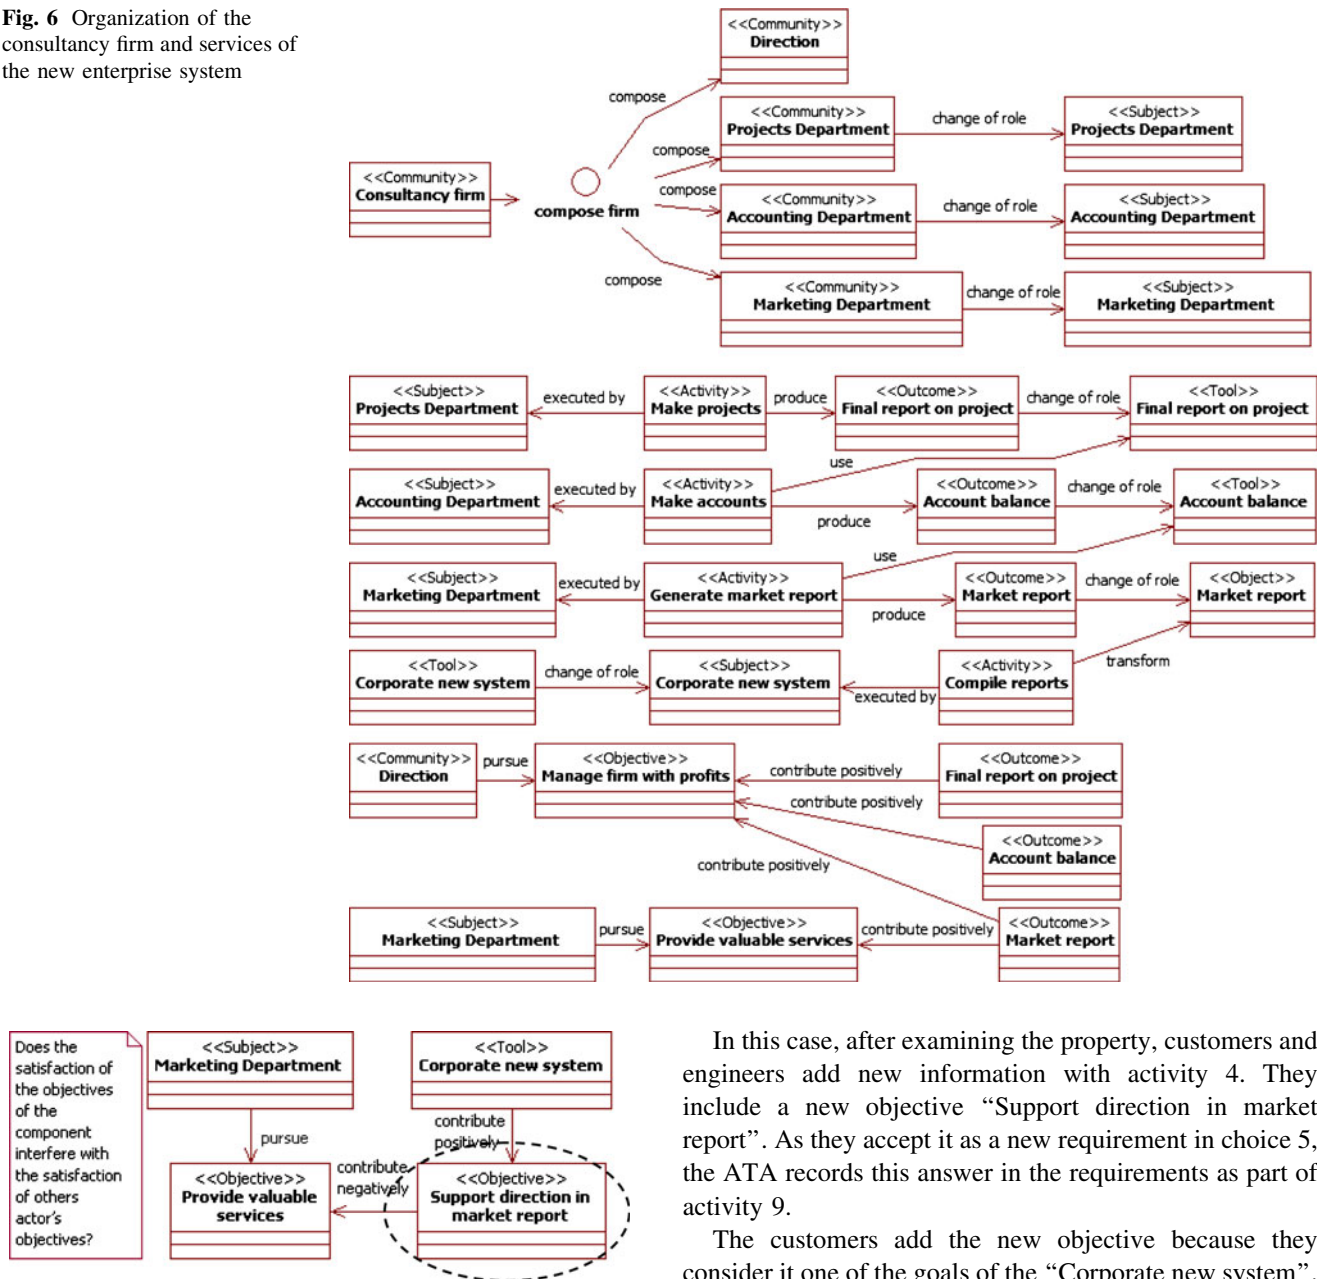 Fig. 6 Organization of the
consultancy firm and services of
the new enterprise system
<<Community>>
Direction
compose
<<Community>>
Projects Department
change of role
<<Subject>>
Projects Department
compose
<<Community>>
Consultancy firm
compose firm
compose
<<Community>>
Accounting Department
change of role
<<Subject>>
Accounting Department
compose
<<Community>>
Marketing Department
change of role
<<Subject>>
Marketing Department
<<Subject>>
Projects Department
executed by
<<Activity>>
Make projects
produce
<<Outcome>>
Final report on project
change of role
<<Tool>>
Final report on project
use
<<Subject>>
Accounting Department
executed by
<<Activity>>
Make accounts
produce
<<Outcome>>
Account balance
change of role
<<Tool>>
Account balance
use
<<Subject>>
Marketing Department
executed by
<<Activity>>
Generate market report
produce
<<Outcome>>
Market report
change of role
<<Object>>
Market report
<<Tool>>
Corporate new system
change of role
<<Subject>>
Corporate new system
executed by
<<Activity>>
Compile reports
transform
<<Community>>
Direction
pursue
<<Objective>>
Manage firm with profits
contribute positively
<<Outcome>>
Final report on project
contribute positively
<<Outcome>>
Account balance
contribute positively
<<Subject>>
Marketing Department
pursue
<<Objective>>
Provide valuable services
contribute positively
<<Outcome>>
Market report
Does the
satisfaction of
the objectives
of the
component
interfere with
the satisfaction
of others
actor's
objectives?
<<Subject>>
Marketing Department
<<Tool>>
Corporate new system
pursue
contribute
positively
<<Objective>>
Provide valuable
services
contribute
negatively
<<Objective>>
Support direction in
market report
In this case, after examining the property, customers and
engineers add new information with activity 4. They
include a new objective “Support direction in market
report”. As they accept it as a new requirement in choice 5,
the ATA records this answer in the requirements as part of
activity 9.
The customers add the new objective because they
consider it one of the goals of the “Corporate new system”.